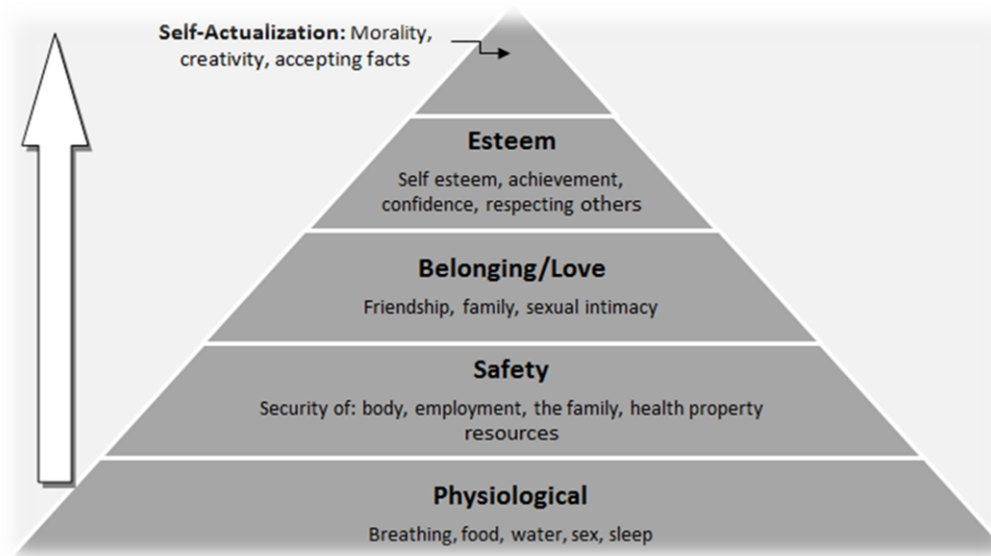 Self-Actualization: Morality,
creativity, accepting facts
Esteem
Self esteem, achievement,
confidence, respecting others
Belonging/Love
Friendship, family, sexual intimacy
Safety
Security of: body, employment, the family, health property
resources
Physiological
Breathing, food, water, sex, sleep